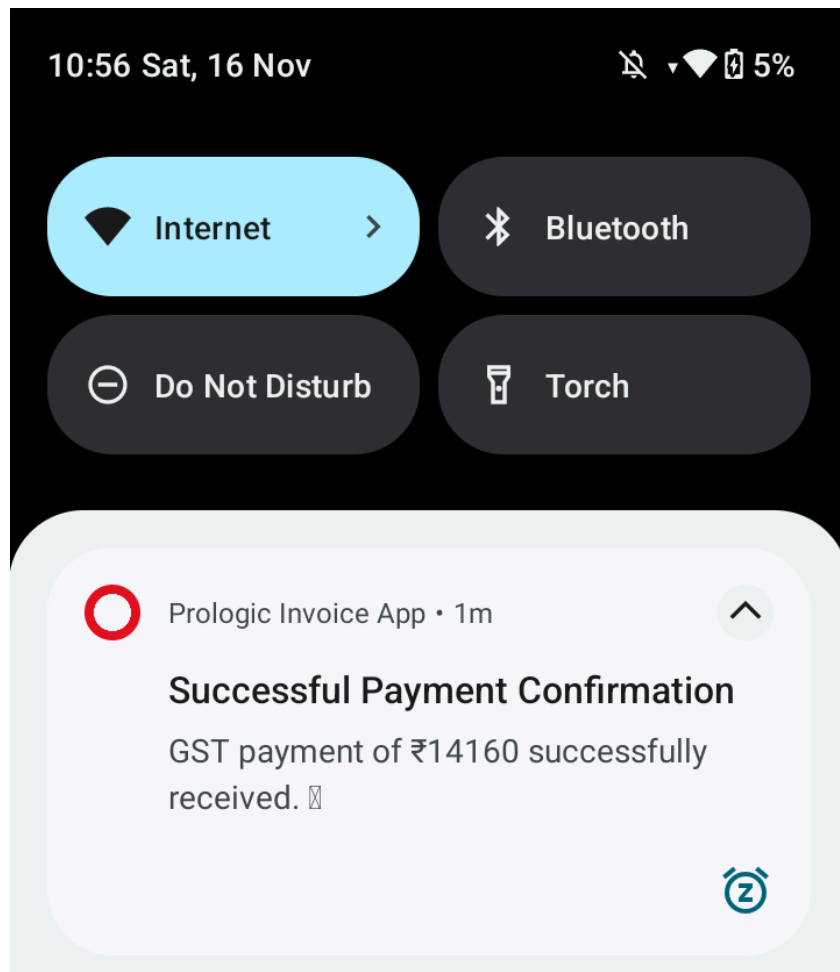 10:56 Sat, 16 Nov 5%
Internet
Bluetooth
Do Not Disturb
Torch
Prologic Invoice App • 1m
Successful Payment Confirmation
GST payment of ₹14160 successfully
received.